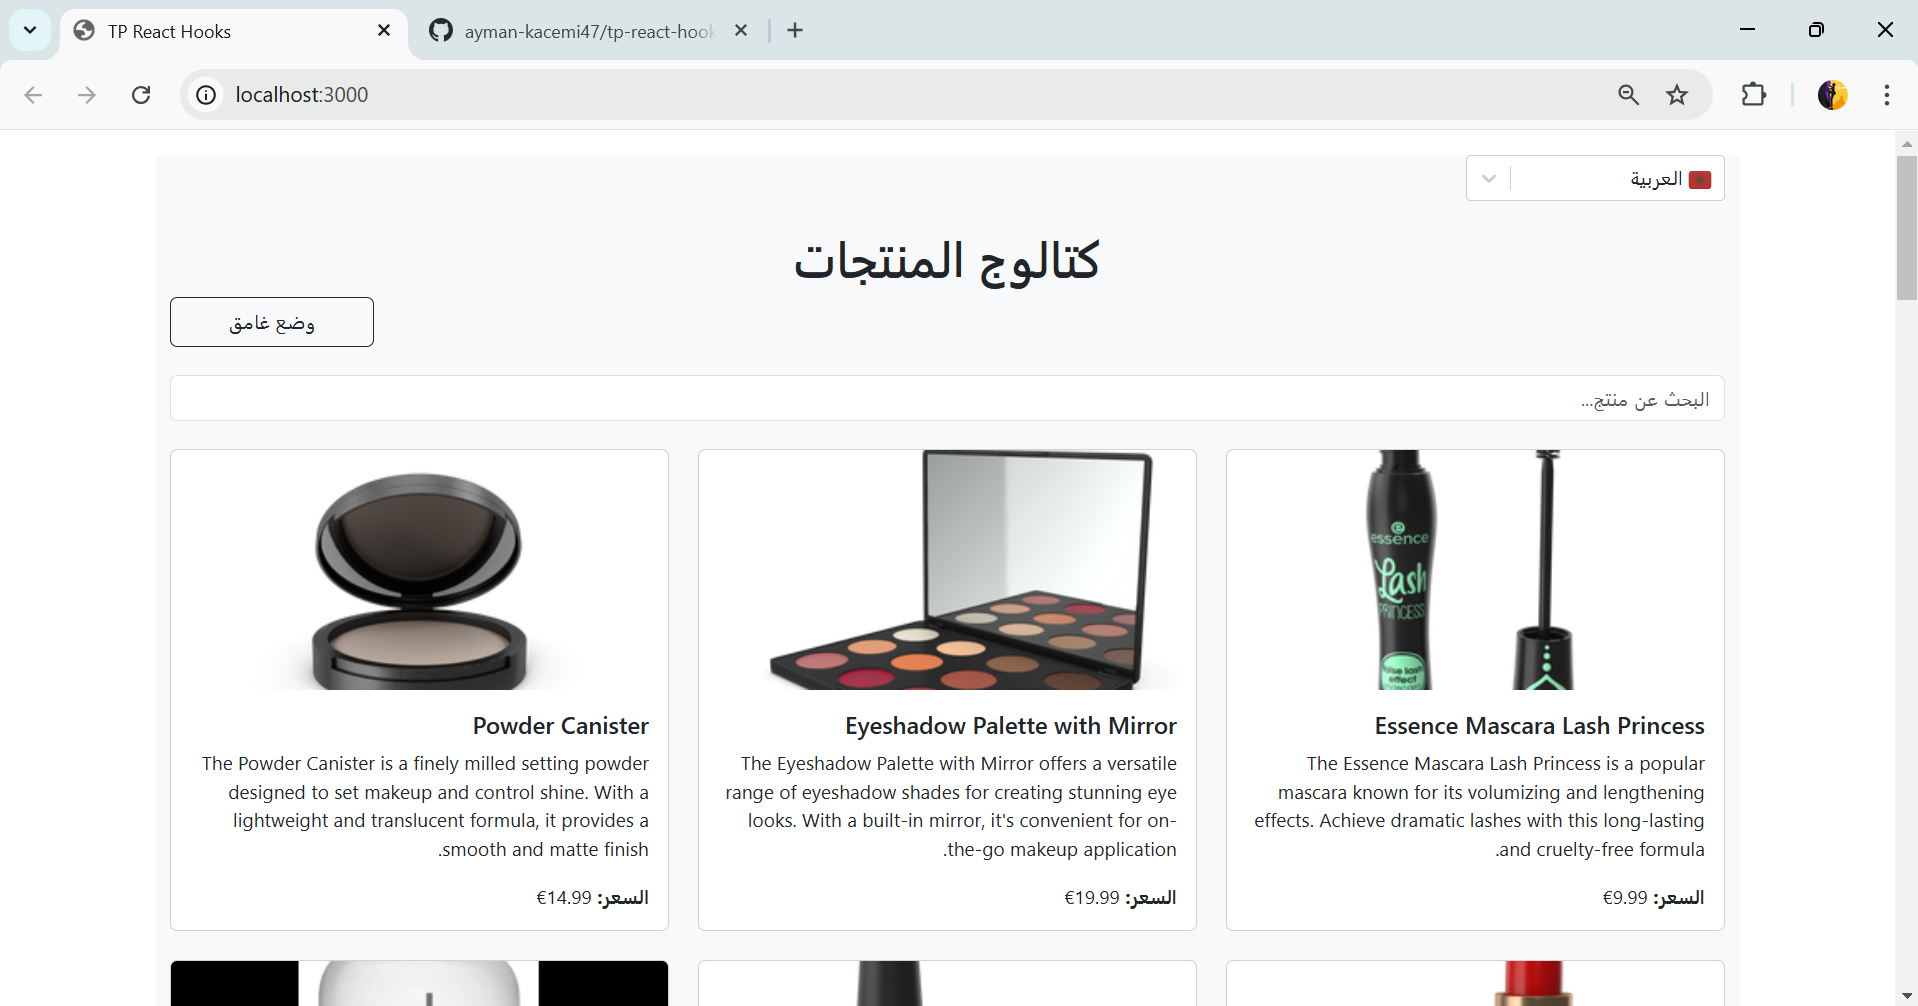 TP React Hooks
ayman-kacemi47/tp-react-hook
localhost:3000
العربية
كتالوج المنتجات
وضع غامق
البحث عن منتج...
essence
Lash
PRINCESS
false lash
effect
Essence Mascara Lash Princess
The Essence Mascara Lash Princess is a popular
mascara known for its volumizing and lengthening
effects. Achieve dramatic lashes with this long-lasting
.and cruelty-free formula
السعر: 9.99€
Eyeshadow Palette with Mirror
The Eyeshadow Palette with Mirror offers a versatile
range of eyeshadow shades for creating stunning eye
looks. With a built-in mirror, it's convenient for on-
.the-go makeup application
السعر: 19.99€
Powder Canister
The Powder Canister is a finely milled setting powder
designed to set makeup and control shine. With a
lightweight and translucent formula, it provides a
.smooth and matte finish
السعر: 14.99€